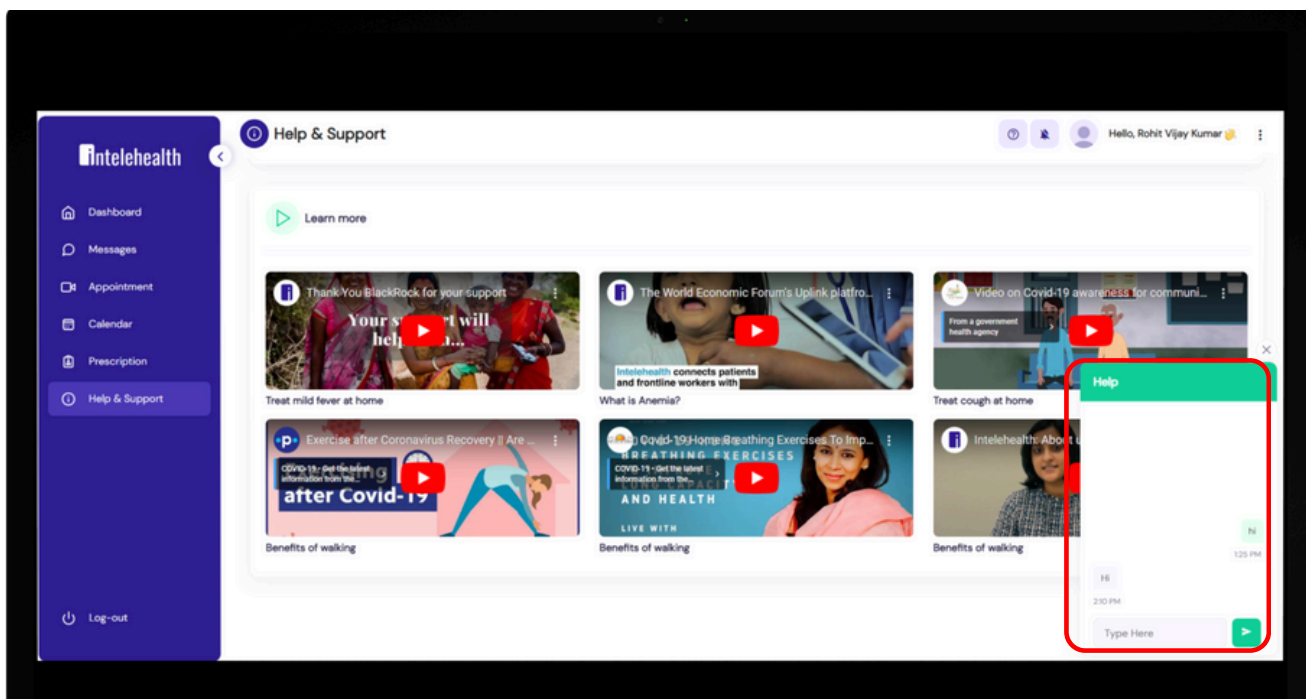 intelehealth
Help & Support
Hello, Rohit Vijay Kumar
Dashboard
Messages
Appointment
Calendar
Prescription
Help & Support
Log-out
Learn more
Thank You BlackRock for your support
Your will
Treat mild fever at home
The World Economic Forum's Uplink platfro...
Intelehealth connects patients
and frontline workers with
What is Anemia?
Video on Covid-19 awareness for communi...
From a government
health agency
Treat cough at home
Exercise after Coronavirus Recovery || Are ...
COVID-19 • Get the latest
information from the...
after Covid-19
Benefits of walking
Covid-19 Home Breathing Exercises To Imp...
BREATHING EXERCISES
COVID-19 • Get the latest
information from the...
AND HEALTH
LIVE WITH
Benefits of walking
Intelehealth: About
Benefits of walking
Help
hi
1:25 PM
Hi
2:10 PM
Type Here